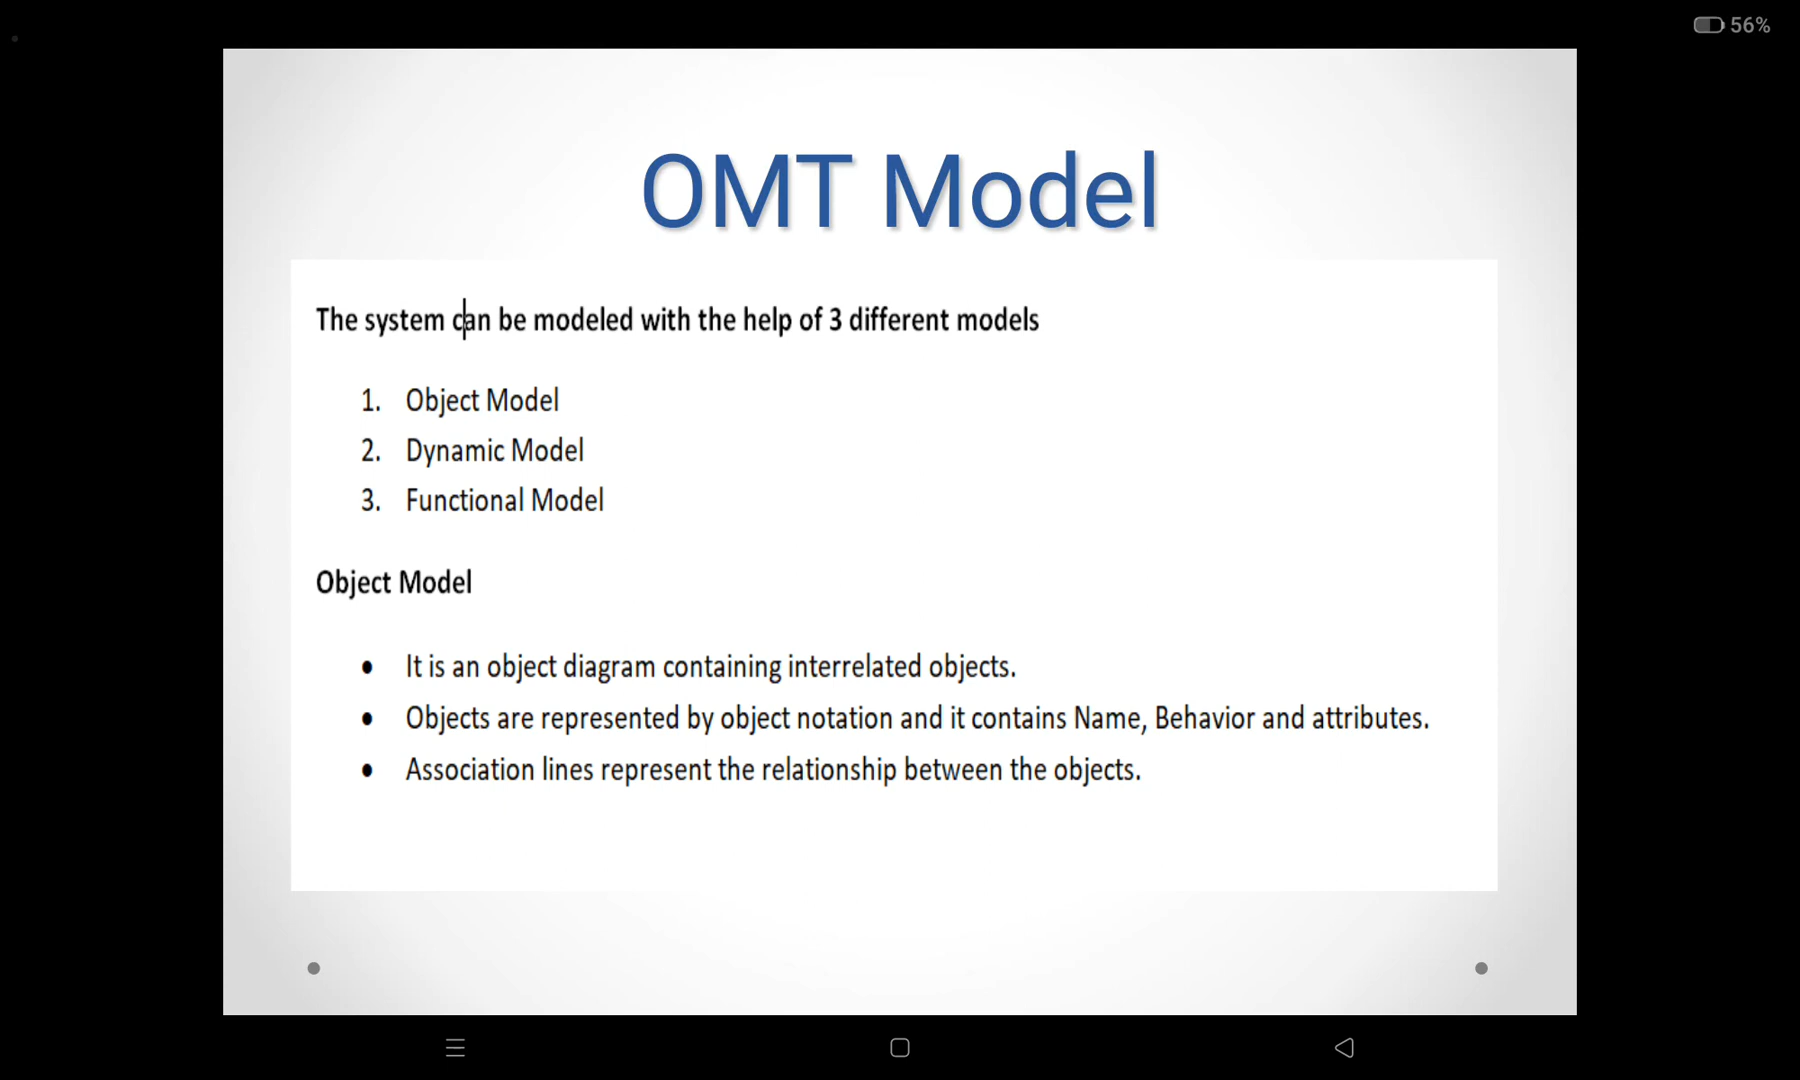 56%
OMT Model
The system can be modeled with the help of 3 different models
1. Object Model
2. Dynamic Model
3. Functional Model
Object Model
• It is an object diagram containing interrelated objects.
• Objects are represented by object notation and it contains Name, Behavior and attributes.
• Association lines represent the relationship between the objects.